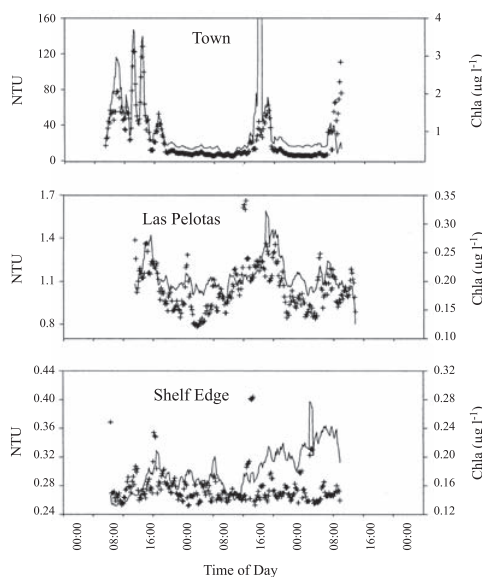 160
120
80
40
0
NTU
Town
4
3
2
1
Chla (ug l-1)
1.7
1.4
1.1
0.8
NTU
Las Pelotas
0.35
0.30
0.25
0.20
0.15
0.10
Chla (ug l-1)
0.44
0.40
0.36
0.32
0.28
0.24
NTU
Shelf Edge
0.32
0.28
0.24
0.20
0.16
0.12
Chla (ug l-1)
00:00 08:00 16:00 00:00 08:00 16:00 00:00 08:00 16:00 00:00
Time of Day